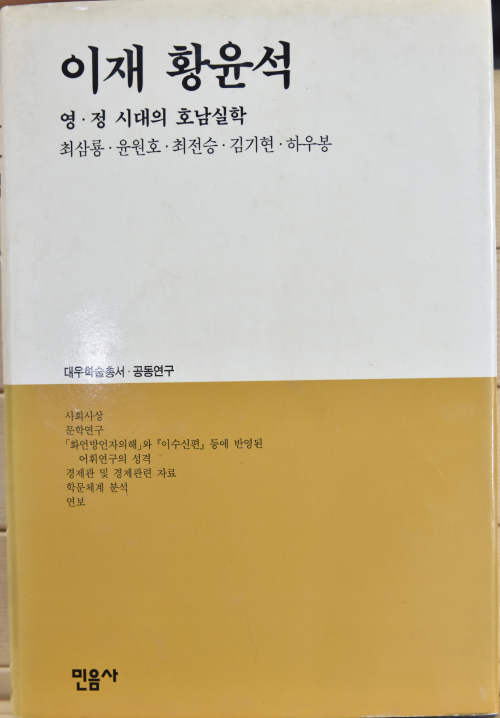 이재 황윤석
영·정 시대의 호남실학
최삼룡·윤원호·최전승·김기현·하우봉
대우학술총서·공동연구
사회사상
문학연구
「화언방언자의해」와 『이수신편』 등에 반영된
어휘연구의 성격
경제관 및 경제관련 자료
학문체계 분석
연보
민음사